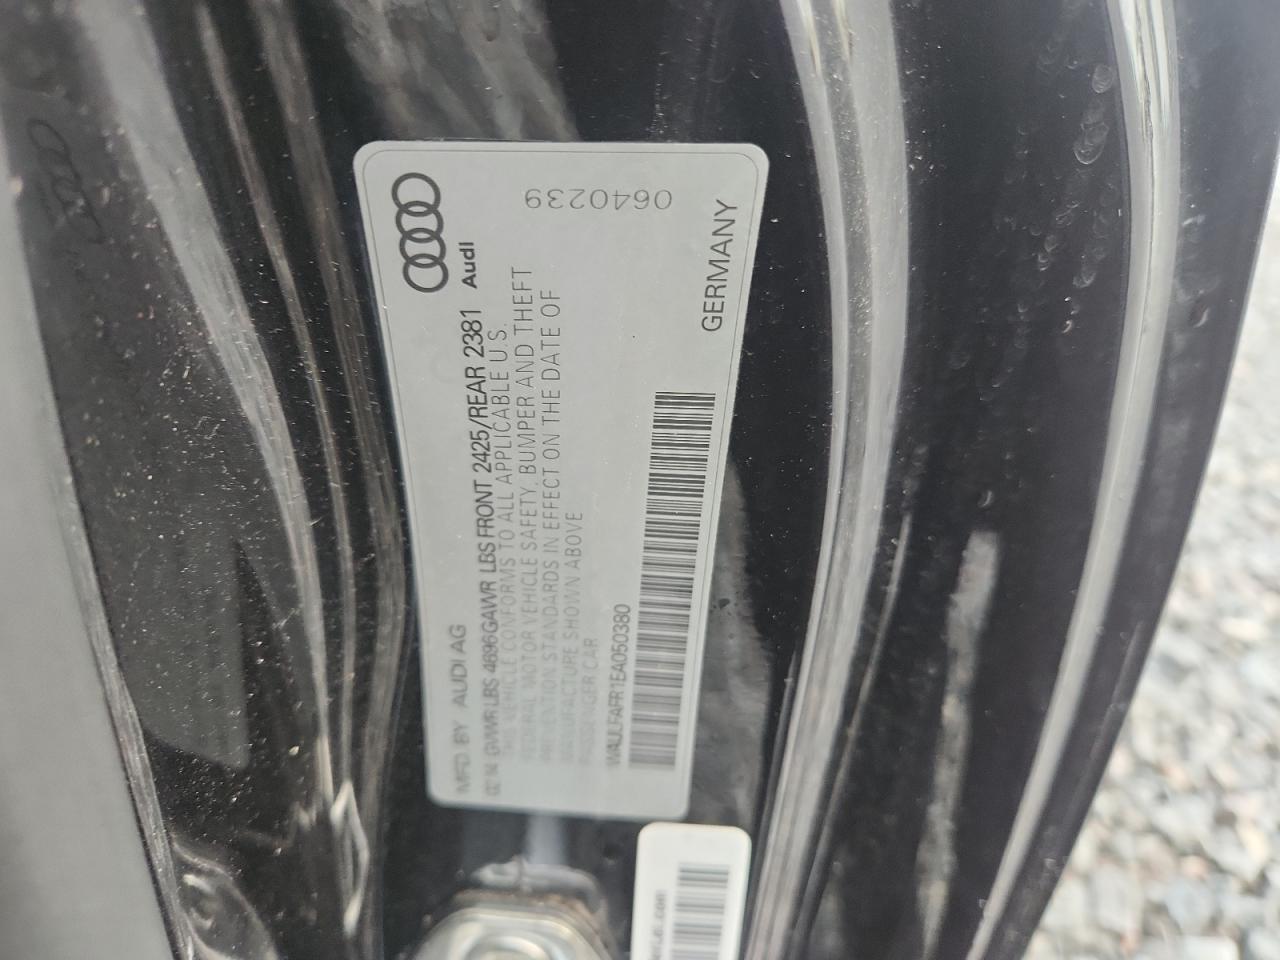 Audi
MFD BY AUDI AG
02/14 GVWR LBS 4696 GAWR LBS FRONT 2425/REAR 2381
THIS VEHICLE CONFORMS TO ALL APPLICABLE U.S.
FEDERAL MOTOR VEHICLE SAFETY, BUMPER AND THEFT
PREVENTION STANDARDS IN EFFECT ON THE DATE OF
MANUFACTURE SHOWN ABOVE
PASSENGER CAR
WAUUFAFR1EA050380
GERMANY
0640239